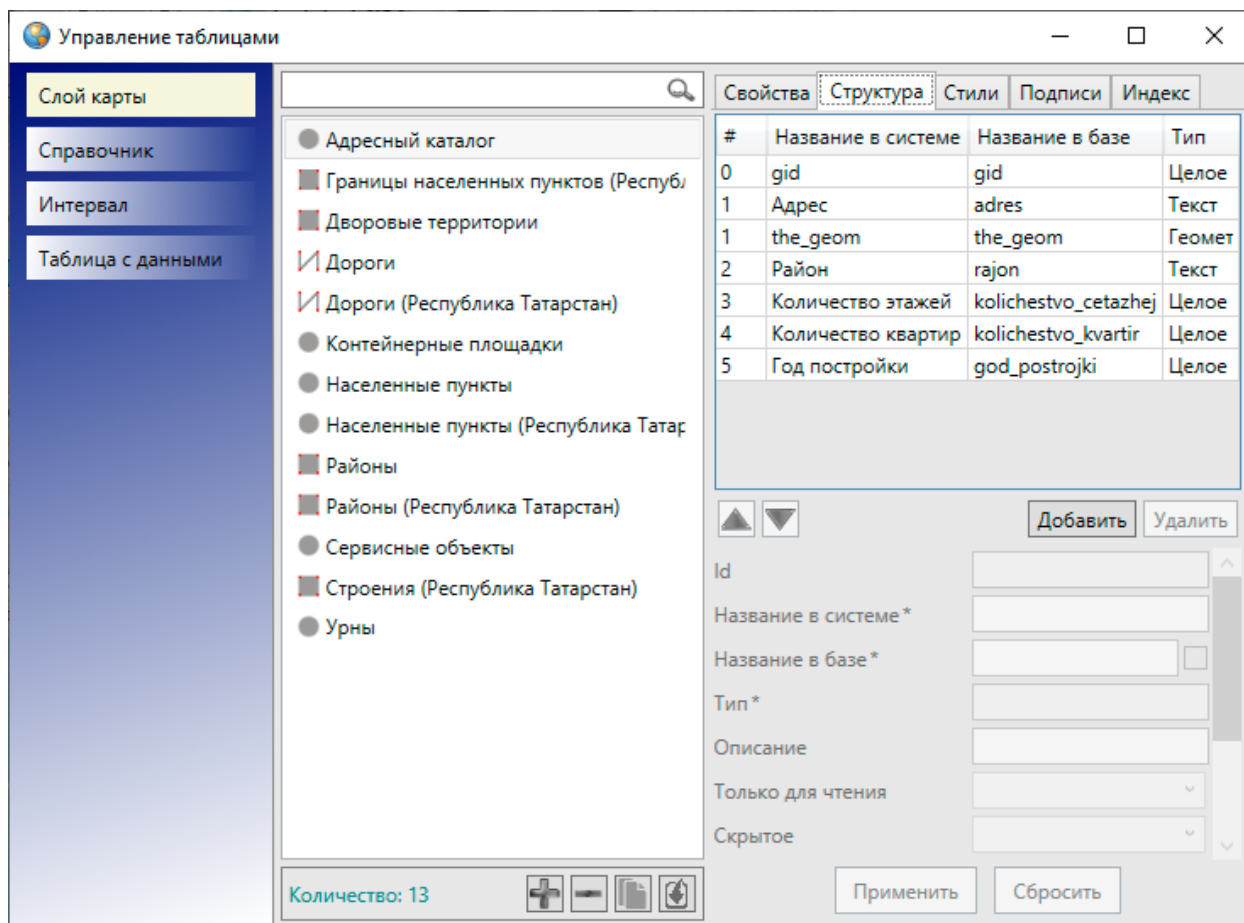 Управление таблицами
Слой карты
Справочник
Интервал
Таблица с данными
Адресный каталог
Границы населенных пунктов (Республ
Дворовые территории
Дороги
Дороги (Республика Татарстан)
Контейнерные площадки
Населенные пункты
Населенные пункты (Республика Татар
Районы
Районы (Республика Татарстан)
Сервисные объекты
Строения (Республика Татарстан)
Урны
Количество: 13
Свойства Структура Стили Подписи Индекс
# Название в системе Название в базе Тип
0 gid gid Целое
1 Адрес adres Текст
1 the_geom the_geom Геомет
2 Район rajon Текст
3 Количество этажей kolichestvo_cetazhej Целое
4 Количество квартир kolichestvo_kvartir Целое
5 Год постройки god_postrojki Целое
Добавить Удалить
Id
Название в системе*
Название в базе*
Тип*
Описание
Только для чтения
Скрытое
Применить Сбросить